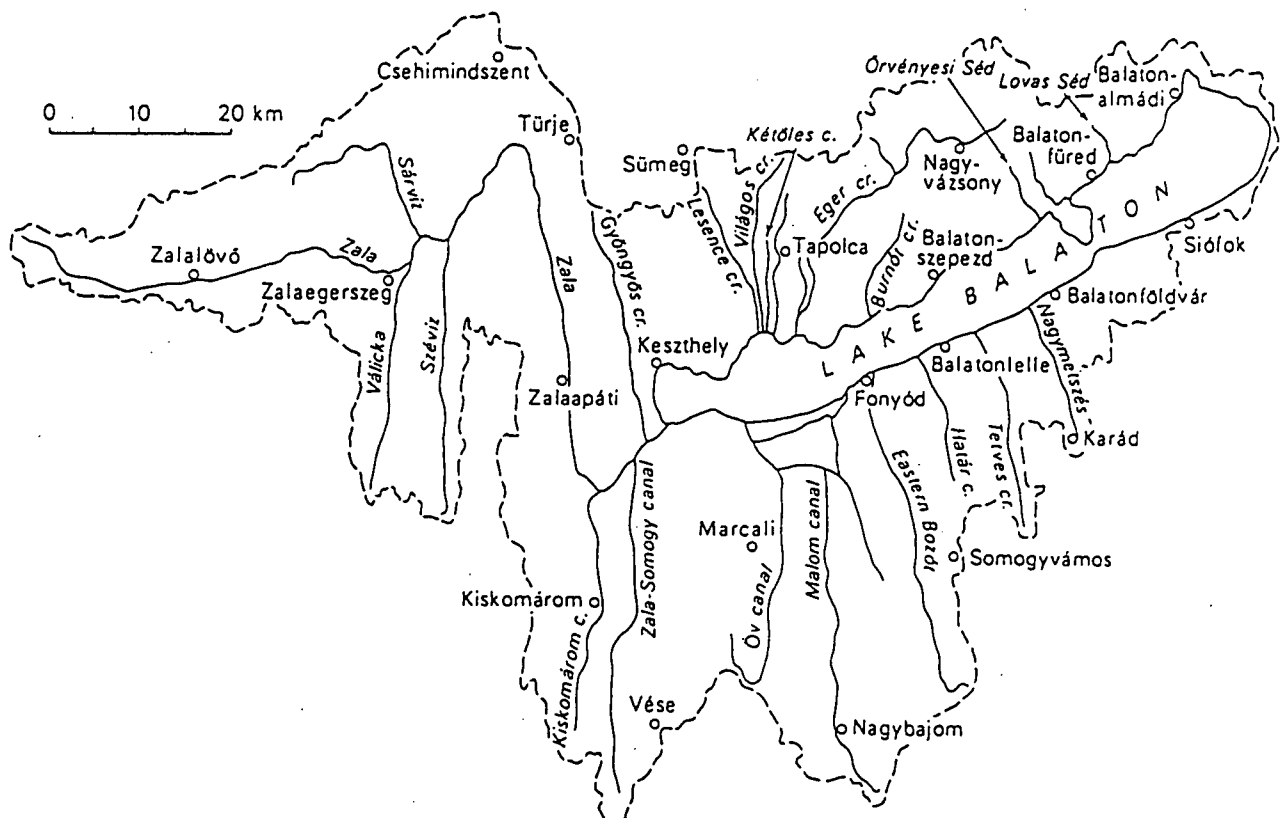 Csehimindszent
Örvényesi Séd
Lovas Séd
Balaton-
almádi
0 10 20 km
Türje
Kétöles c.
Sümeg
Balaton-
füred
Nagy-
vázsony
Sárvíz
Világos cr.
Eger cr.
Lesence cr.
Gyöngyös cr.
Zalalövő
Zala
Zala
Tapolca
Balaton-
szepezd
Burnót cr.
Siófok
Zalaegerszeg
LAKE BALATON
Balatonföldvár
Válicka
Szévíz
Keszthely
Nagymetszés
Balatonlelle
Zalaapáti
Fonyód
Karád
Határ c.
Tetves cr.
Eastern Bozót
Marcali
Malom canal
Somogyvámos
Zala-Somogy canal
Kiskomárom
Öv canal
Kiskomárom c.
Vése
Nagybajom